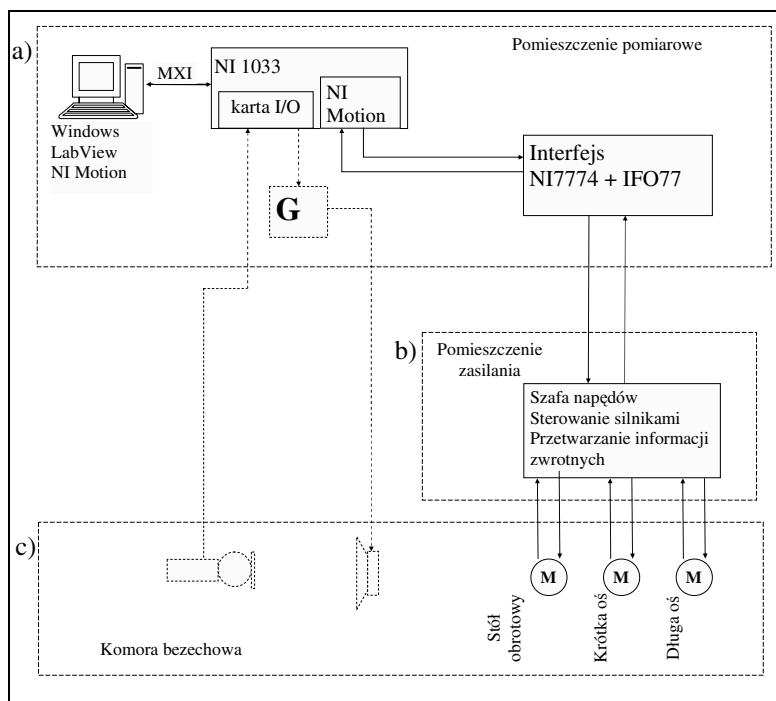 a)
Pomieszczenie pomiarowe
MXI
NI 1033
karta I/O
NI
Motion
Windows
LabView
NI Motion
Interfejs
NI7774 + IFO77
G
b)
Pomieszczenie
zasilania
Szafa napędów
Sterowanie silnikami
Przetwarzanie informacji
zwrotnych
c)
M
M
M
Stół
obrotowy
Krótka oś
Długa oś
Komora bezechowa